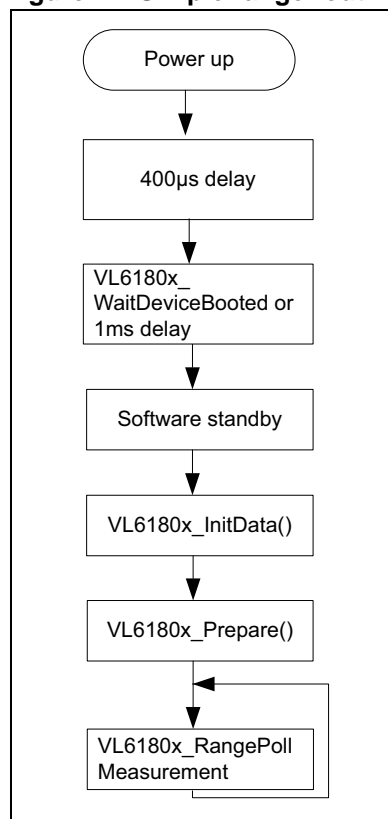 Power up
400µs delay
VL6180x_
WaitDeviceBooted or
1ms delay
Software standby
VL6180x_InitData()
VL6180x_Prepare()
VL6180x_RangePoll
Measurement